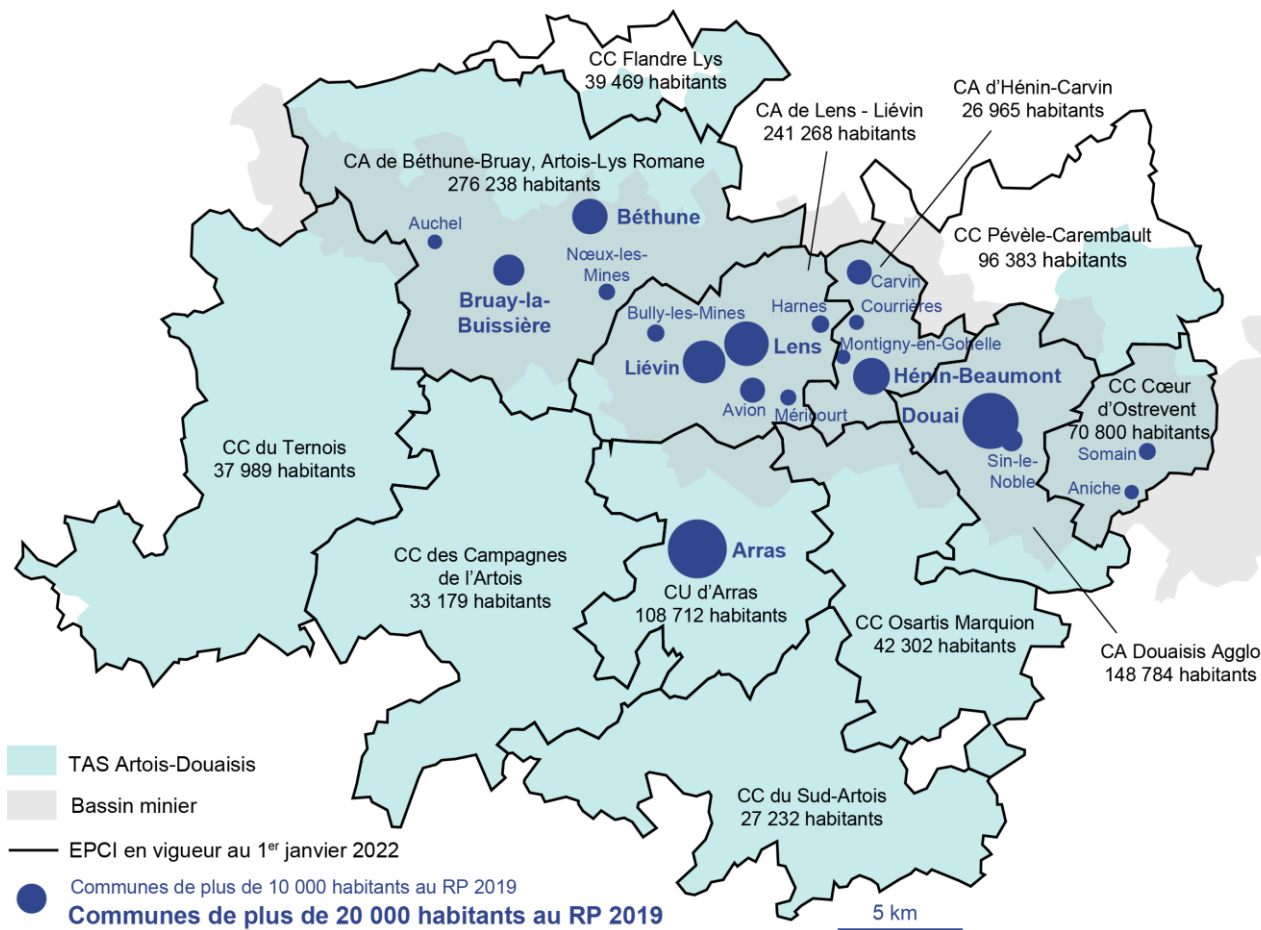 CC Flandre Lys
39 469 habitants
CA d'Hénin-Carvin
26 965 habitants
CA de Lens - Liévin
241 268 habitants
CA de Béthune-Bruay, Artois-Lys Romane
276 238 habitants
Béthune
Auchel
CC Pévèle-Carembault
96 383 habitants
Nœux-les-
Mines
Carvin
Bruay-la-
Buissière
Bully-les-Mines
Harnes
Courrières
Lens
Montigny-en-Gohelle
Liévin
Hénin-Beaumont
Avion
Méricourt
Douai
CC Cœur
d'Ostrevent
70 800 habitants
Somain
Sin-le-
Noble
Aniche
CC du Ternois
37 989 habitants
CC des Campagnes
de l'Artois
33 179 habitants
Arras
CU d'Arras
108 712 habitants
CC Osartis Marquion
42 302 habitants
CA Douaisis Agglo
148 784 habitants
CC du Sud-Artois
27 232 habitants
TAS Artois-Douaisis
Bassin minier
EPCI en vigueur au 1er janvier 2022
Communes de plus de 10 000 habitants au RP 2019
Communes de plus de 20 000 habitants au RP 2019
5 km